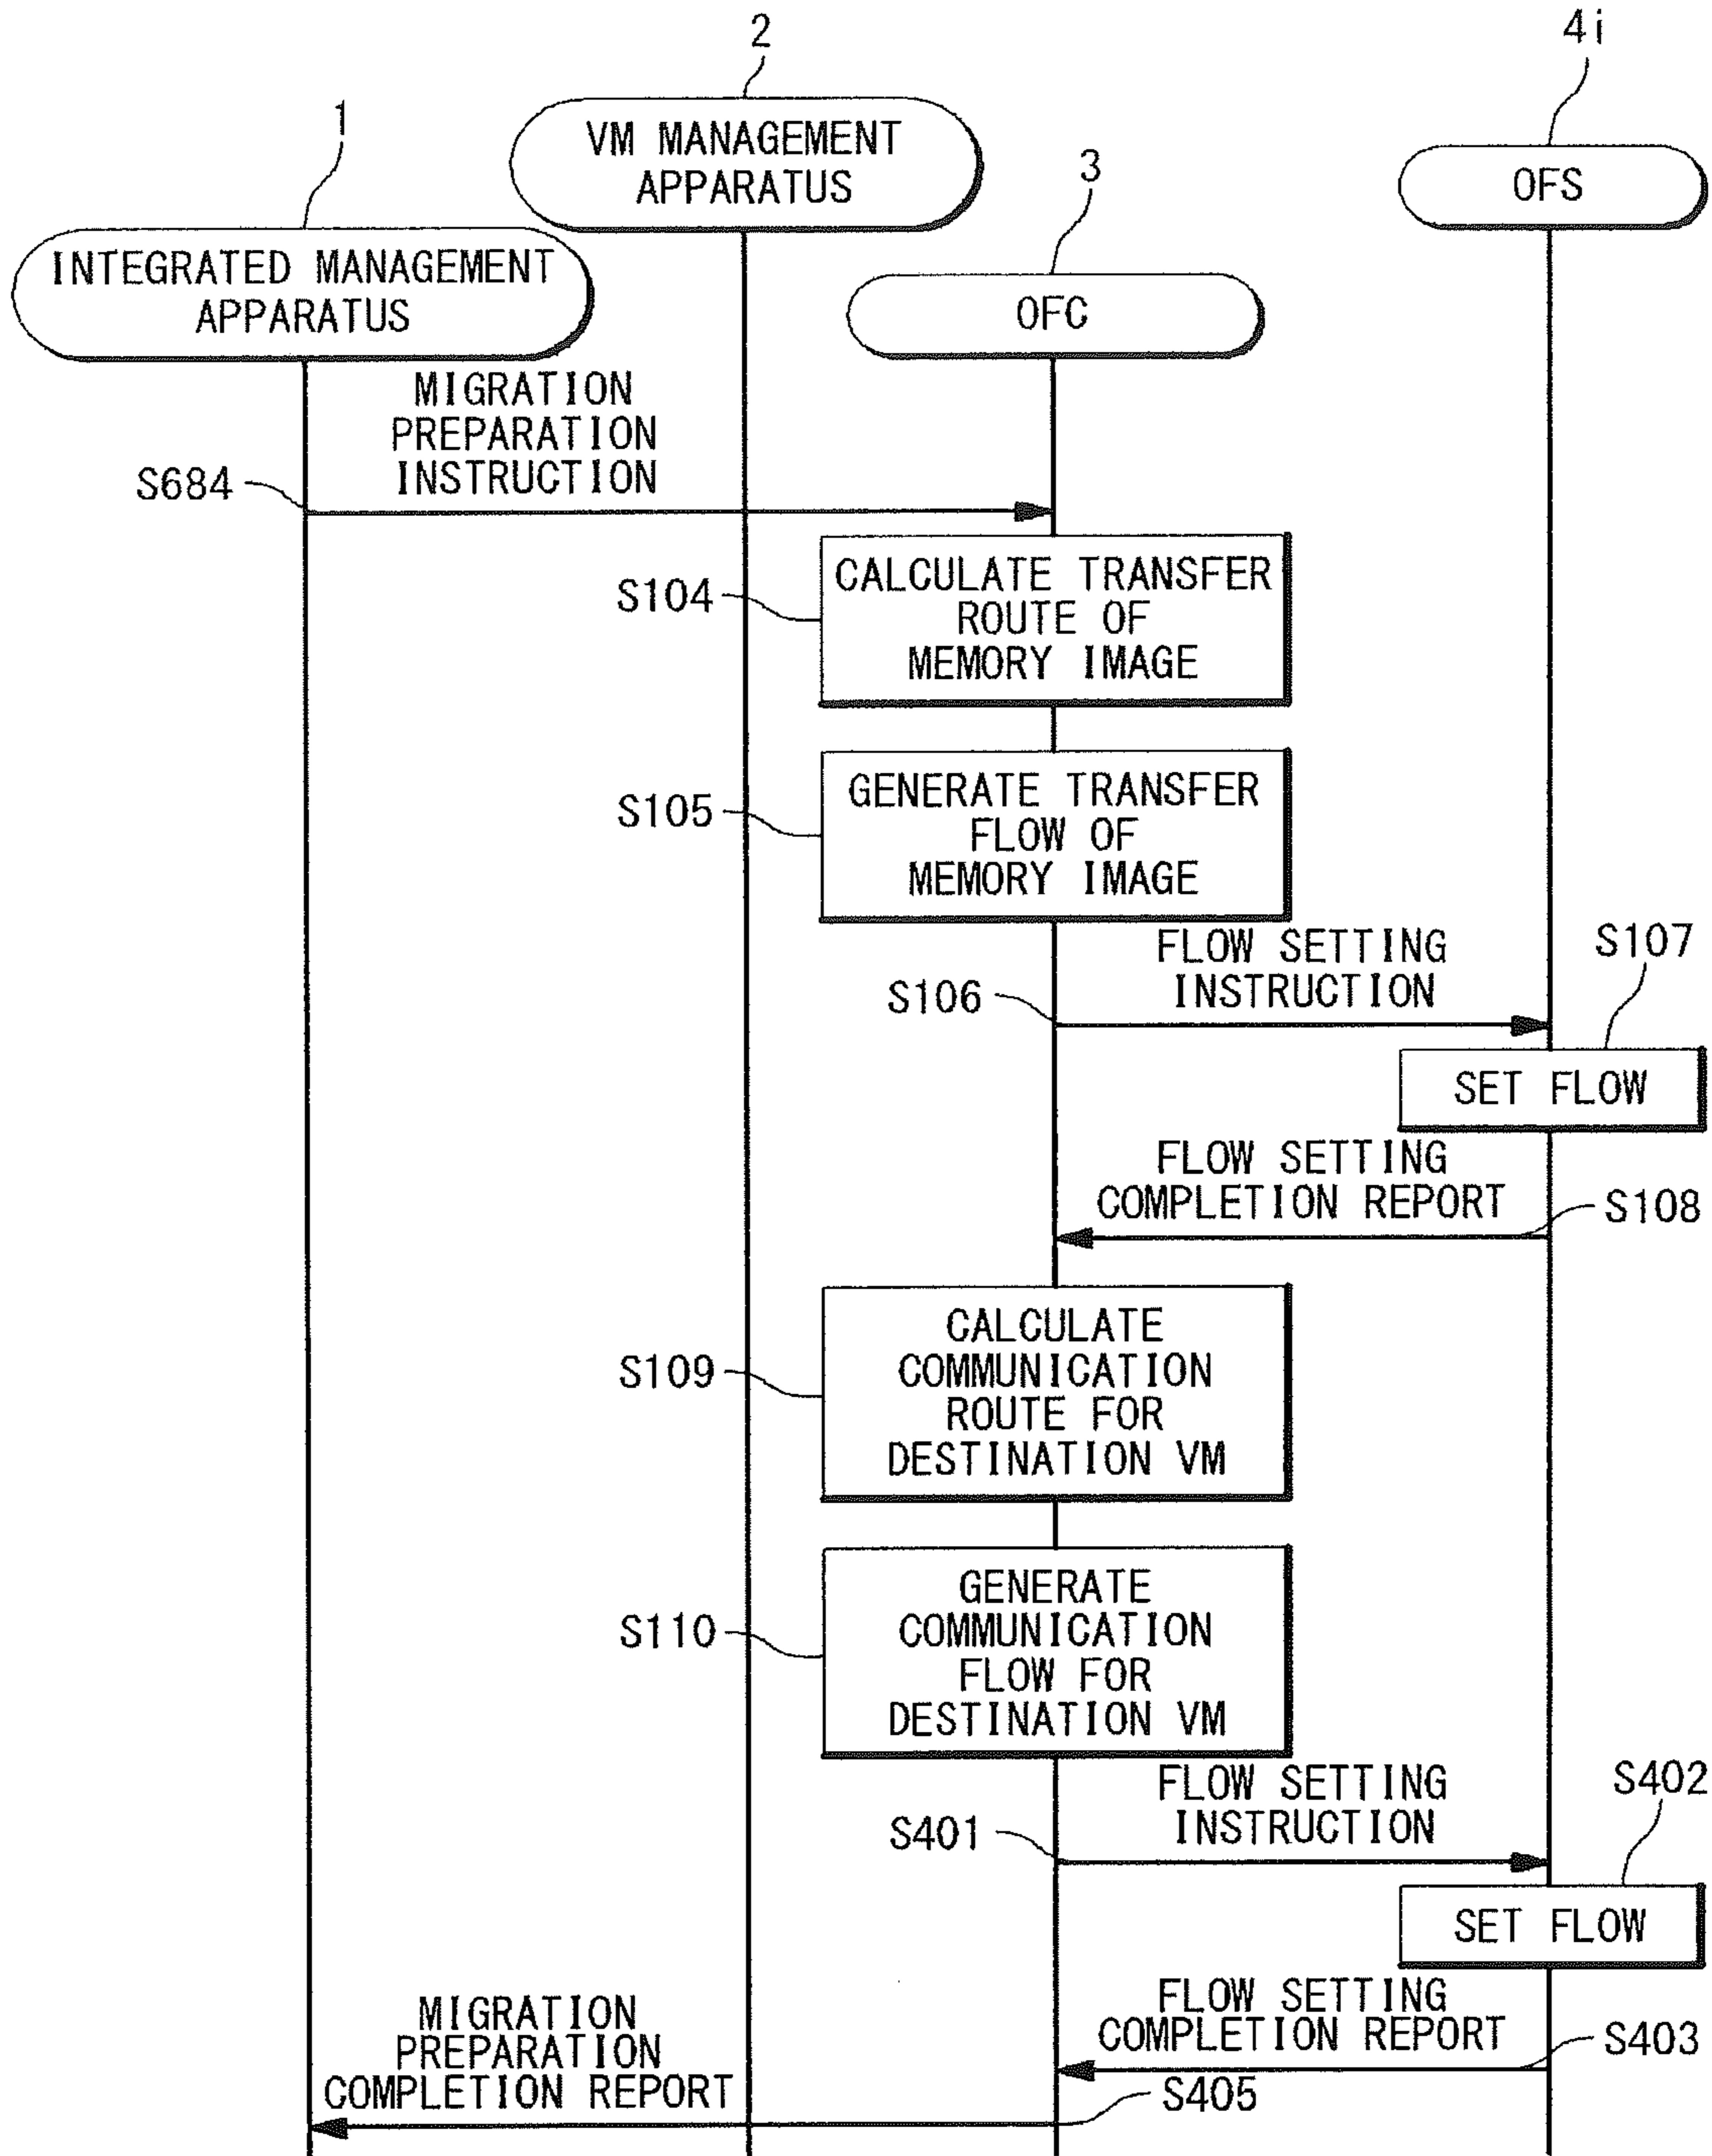 2
4i
1
VM MANAGEMENT
APPARATUS
3
OFS
INTEGRATED MANAGEMENT
APPARATUS
OFC
MIGRATION
PREPARATION
INSTRUCTION
S684
CALCULATE TRANSFER
ROUTE OF
MEMORY IMAGE
S104
GENERATE TRANSFER
FLOW OF
MEMORY IMAGE
S105
FLOW SETTING
INSTRUCTION
S106
S107
SET FLOW
FLOW SETTING
COMPLETION REPORT
S108
CALCULATE
COMMUNICATION
ROUTE FOR
DESTINATION VM
S109
GENERATE
COMMUNICATION
FLOW FOR
DESTINATION VM
S110
FLOW SETTING
INSTRUCTION
S401
S402
SET FLOW
FLOW SETTING
COMPLETION REPORT
S403
MIGRATION
PREPARATION
COMPLETION REPORT
S405